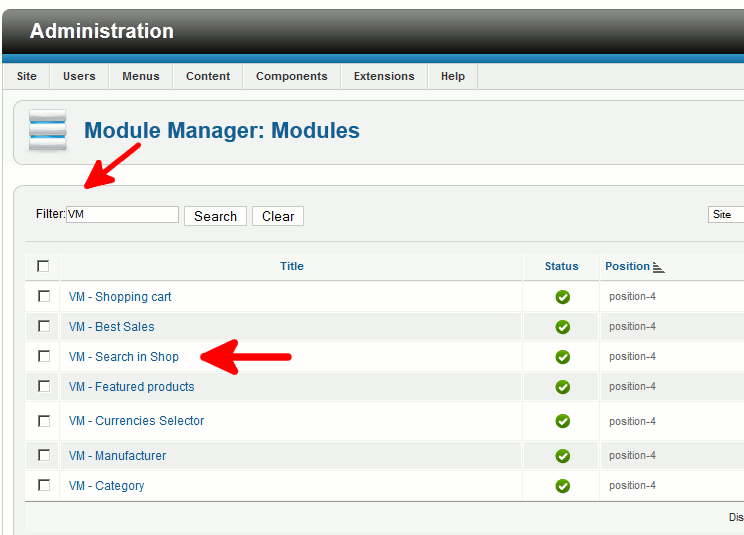 Administration
Site Users Menus Content Components Extensions Help
Module Manager: Modules
Filter: VM Search Clear Site
Title Status Position
VM - Shopping cart position-4
VM - Best Sales position-4
VM - Search in Shop position-4
VM - Featured products position-4
VM - Currencies Selector position-4
VM - Manufacturer position-4
VM - Category position-4
Dis